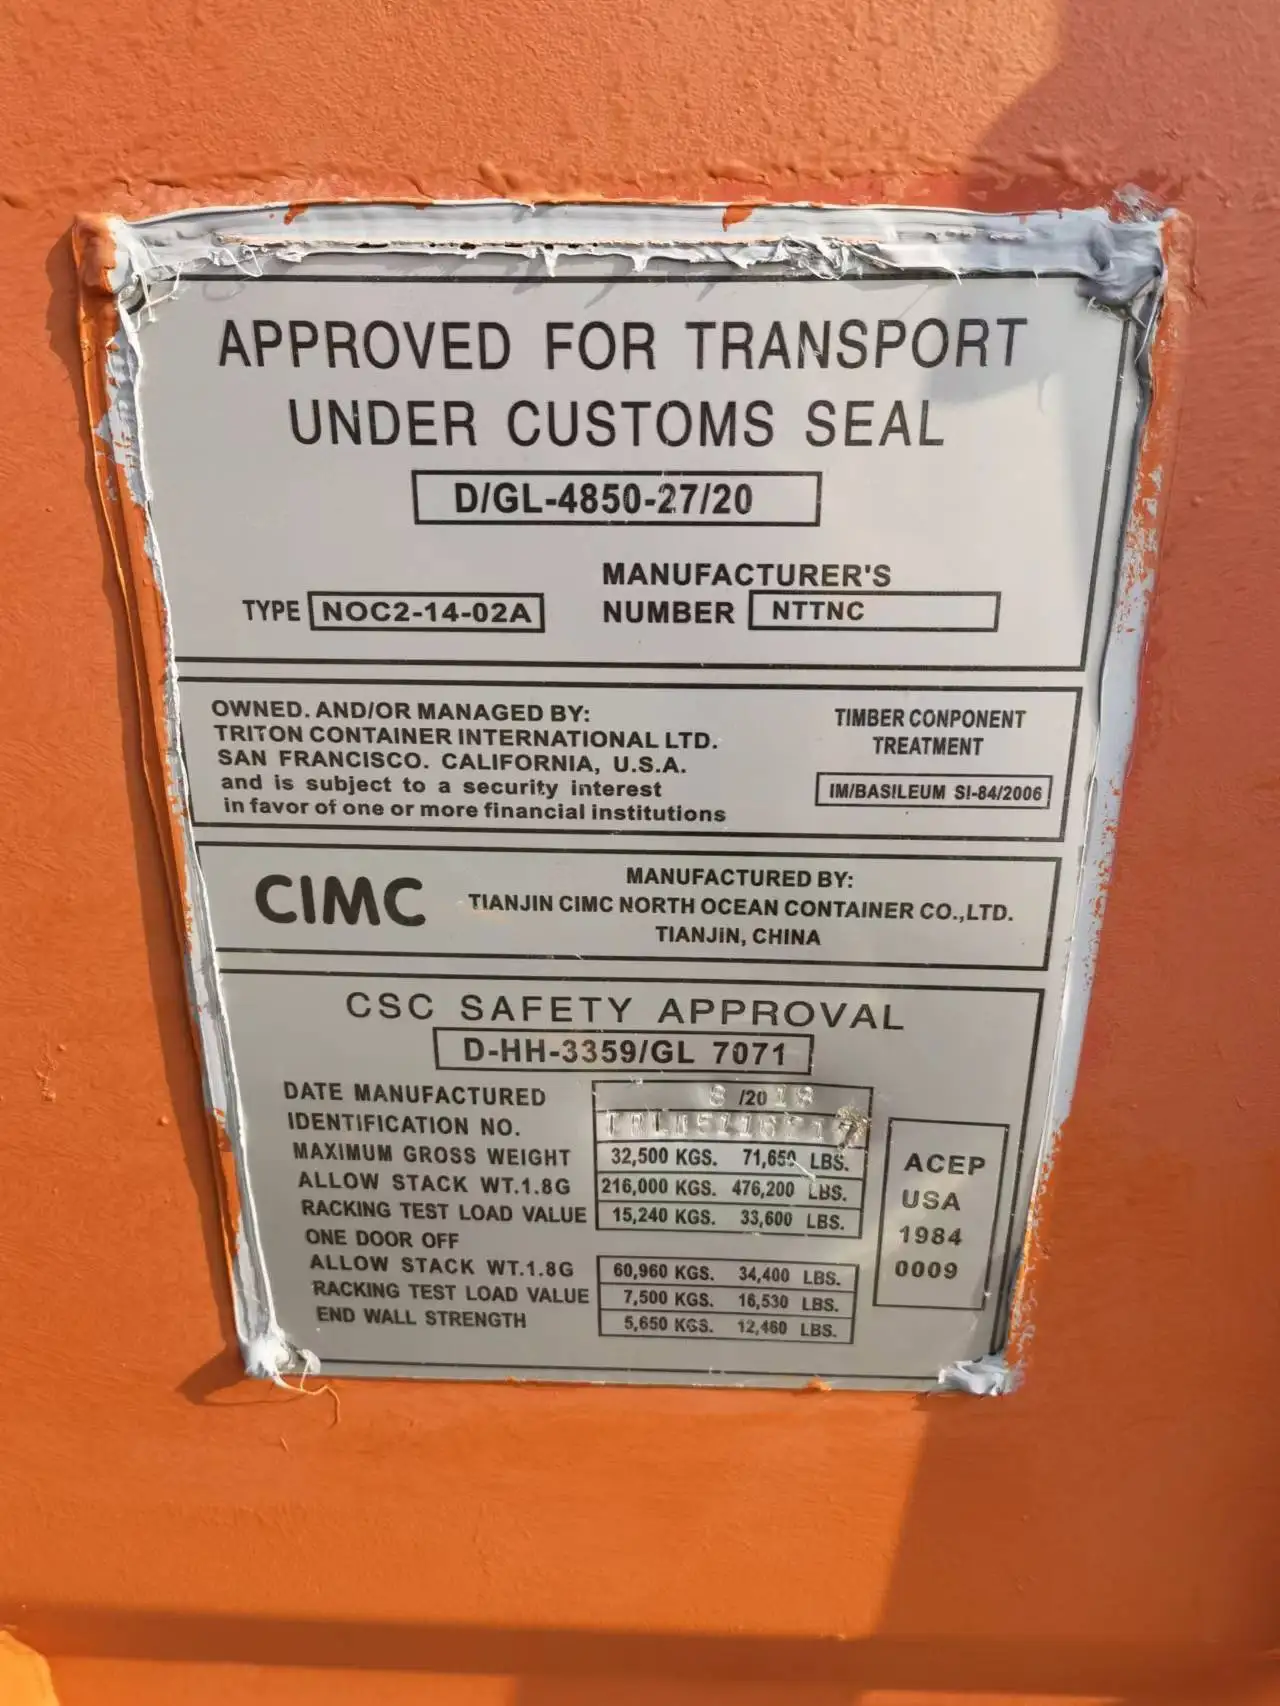 APPROVED FOR TRANSPORT
UNDER CUSTOMS SEAL
D/GL-4850-27/20
TYPE NOC2-14-02A
MANUFACTURER'S
NUMBER NTTNC
OWNED. AND/OR MANAGED BY:
TRITON CONTAINER INTERNATIONAL LTD.
SAN FRANCISCO. CALIFORNIA, U.S.A.
and is subject to a security interest
in favor of one or more financial institutions
TIMBER CONPONENT
TREATMENT
IM/BASILEUM SI-84/2006
CIMC
MANUFACTURED BY:
TIANJIN CIMC NORTH OCEAN CONTAINER CO.,LTD.
TIANJIN, CHINA
CSC SAFETY APPROVAL
D-HH-3359/GL 7071
DATE MANUFACTURED
IDENTIFICATION NO.
MAXIMUM GROSS WEIGHT 32,500 KGS. 71,650 LBS.
ALLOW STACK WT.1.8G 216,000 KGS. 476,200 LBS.
RACKING TEST LOAD VALUE 15,240 KGS. 33,600 LBS.
ONE DOOR OFF
ALLOW STACK WT.1.8G 60,960 KGS. 34,400 LBS.
RACKING TEST LOAD VALUE 7,500 KGS. 16,530 LBS.
END WALL STRENGTH 5,650 KGS. 12,460 LBS.
ACEP
USA
1984
0009